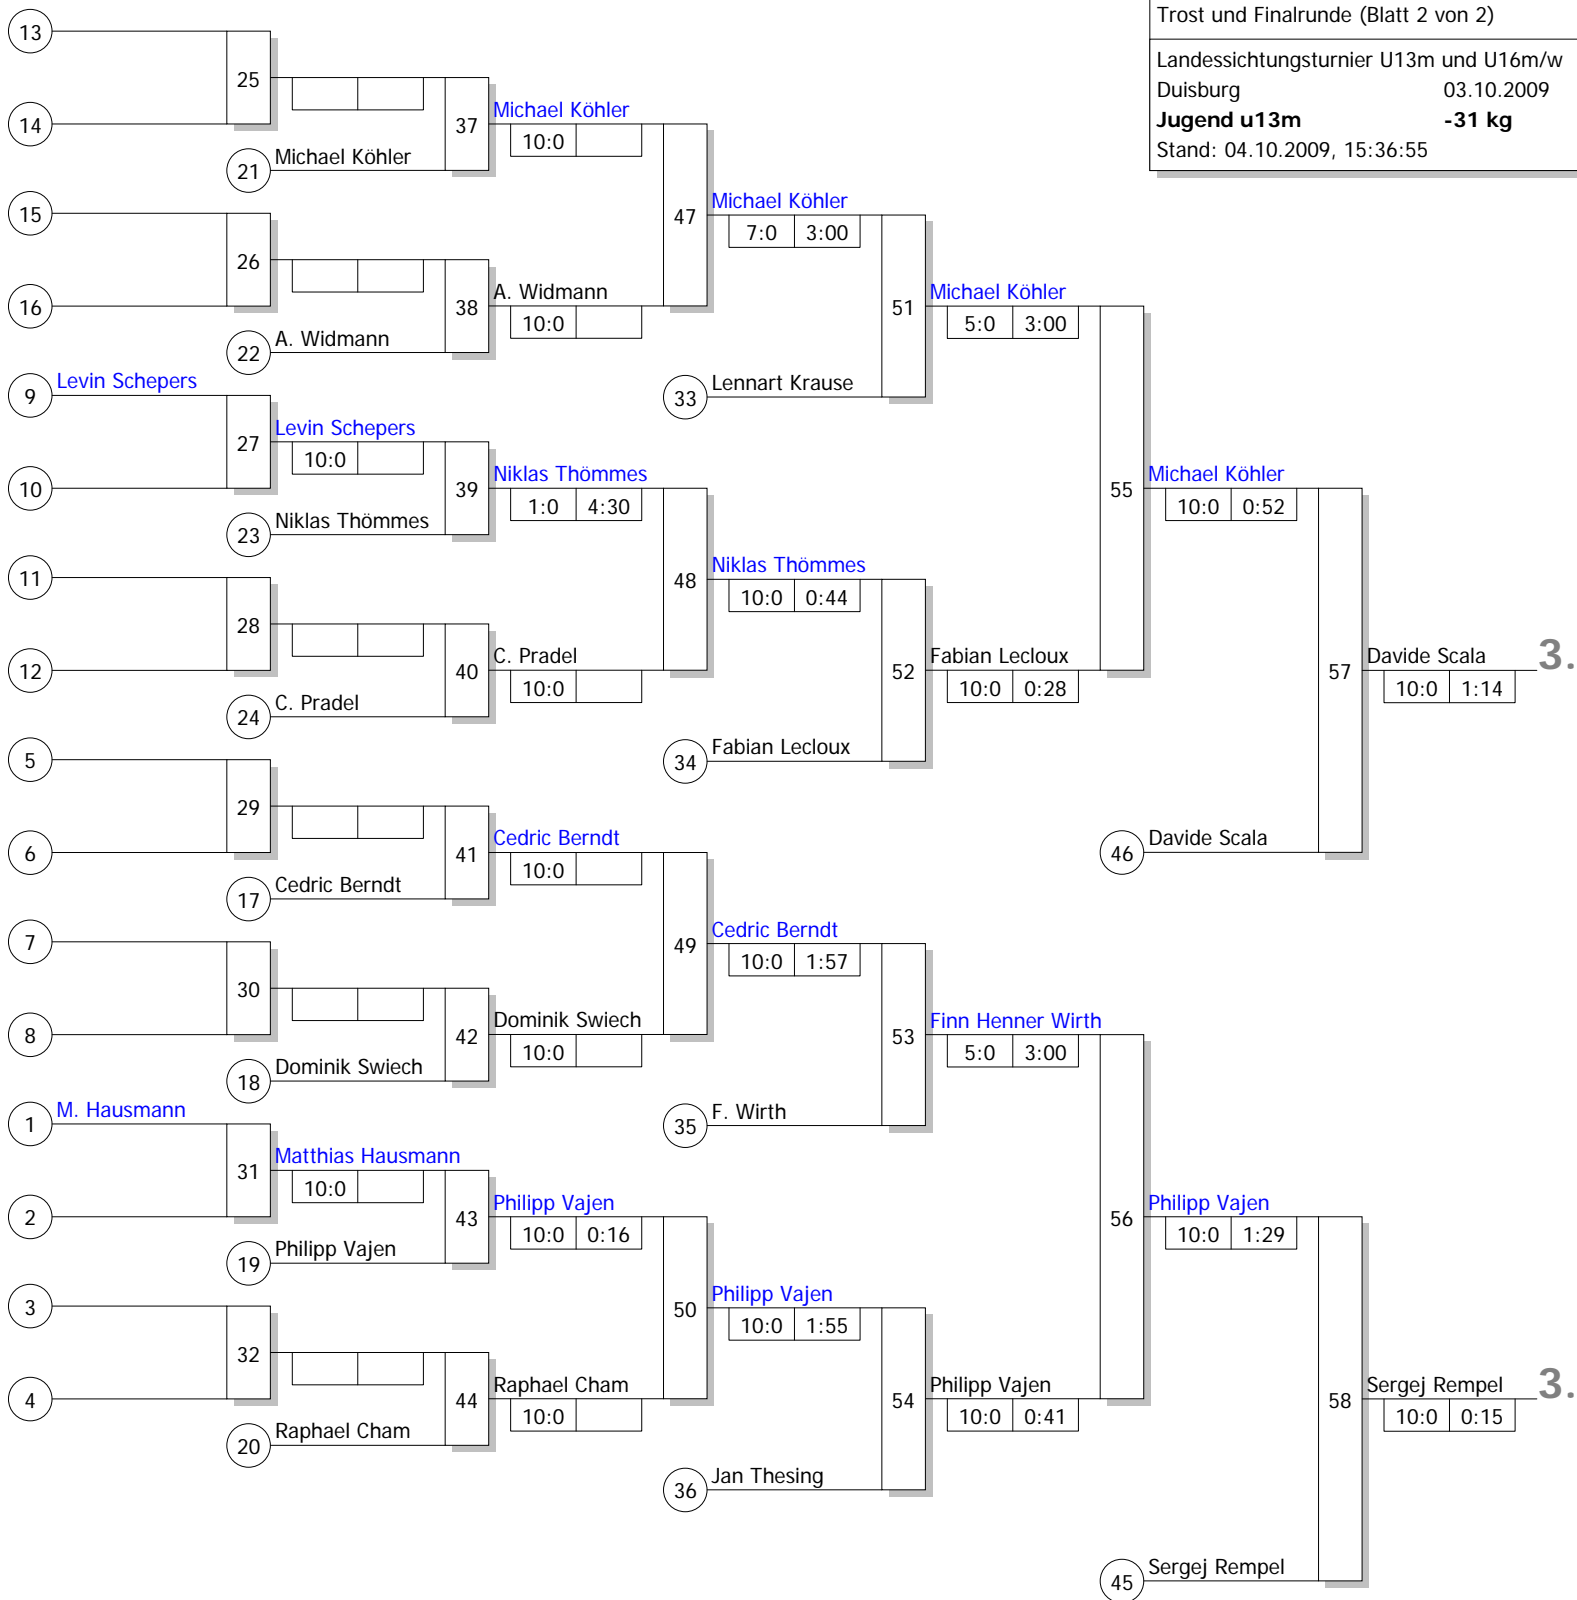 Trost und Finalrunde (Blatt 2 von 2)
Landessichtungsturnier U13m und U16m/w
Duisburg 03.10.2009
Jugend u13m -31 kg
Stand: 04.10.2009, 15:36:55
13
25
14
37
Michael Köhler
10:0
21 Michael Köhler
15
47
Michael Köhler
7:0 3:00
26
16
38
A. Widmann
10:0
22 A. Widmann
51
Michael Köhler
5:0 3:00
9 Levin Schepers
33 Lennart Krause
27
Levin Schepers
10:0
10
39
Niklas Thömmes
1:0 4:30
23 Niklas Thömmes
55
Michael Köhler
10:0 0:52
11
48
Niklas Thömmes
10:0 0:44
28
12
40
C. Pradel
10:0
24 C. Pradel
52
Fabian Lecloux
10:0 0:28
57
Davide Scala
10:0 1:14
3.
5
34 Fabian Lecloux
29
6
41
Cedric Berndt
10:0
46 Davide Scala
17 Cedric Berndt
7
49
Cedric Berndt
10:0 1:57
30
8
42
Dominik Swiech
10:0
18 Dominik Swiech
53
Finn Henner Wirth
5:0 3:00
1 M. Hausmann
35 F. Wirth
31
Matthias Hausmann
10:0
2
43
Philipp Vajen
10:0 0:16
19 Philipp Vajen
56
Philipp Vajen
10:0 1:29
3
50
Philipp Vajen
10:0 1:55
32
4
44
Raphael Cham
10:0
20 Raphael Cham
54
Philipp Vajen
10:0 0:41
58
Sergej Rempel
10:0 0:15
3.
36 Jan Thesing
45 Sergej Rempel